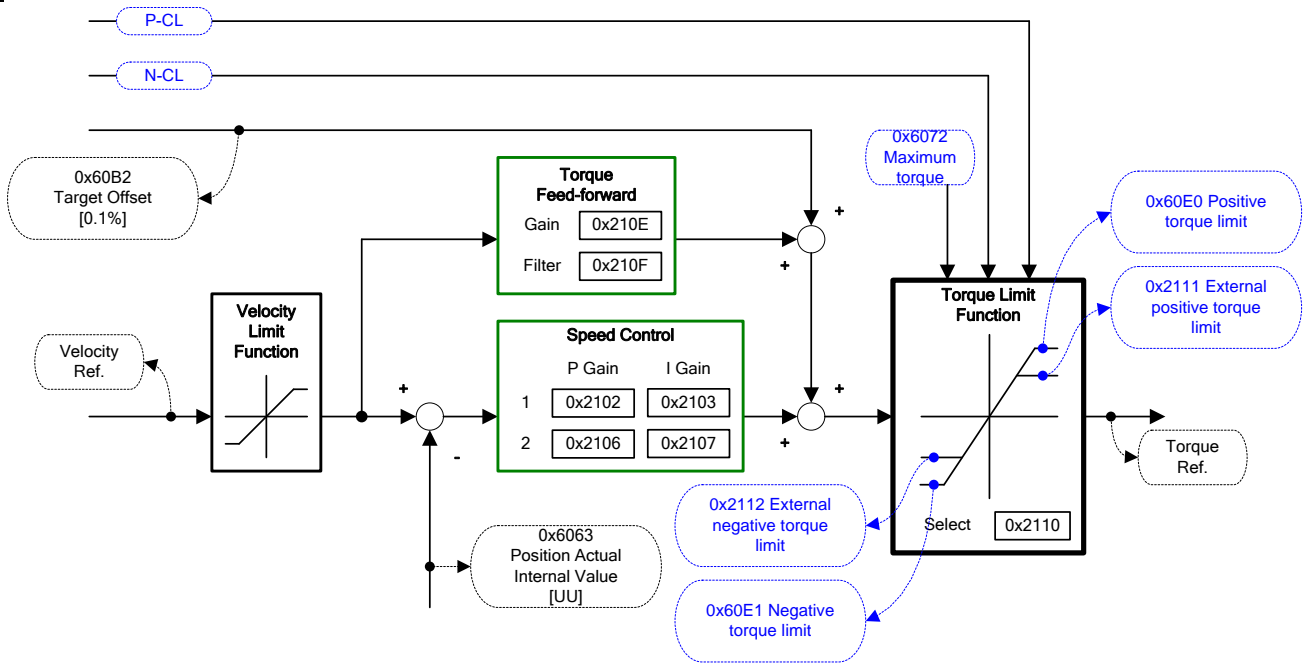 P-CL
N-CL
0x60B2
Target Offset
[0.1%]
Torque
Feed-forward
Gain 0x210E
Filter 0x210F
0x6072
Maximum
torque
0x60E0 Positive
torque limit
0x2111 External
positive torque
limit
Velocity
Ref.
Velocity
Limit
Function
+
-
Speed Control
P Gain I Gain
1 0x2102 0x2103
2 0x2106 0x2107
+
+
+
+
Torque Limit
Function
Select 0x2110
Torque
Ref.
0x2112 External
negative torque
limit
0x60E1 Negative
torque limit
0x6063
Position Actual
Internal Value
[UU]